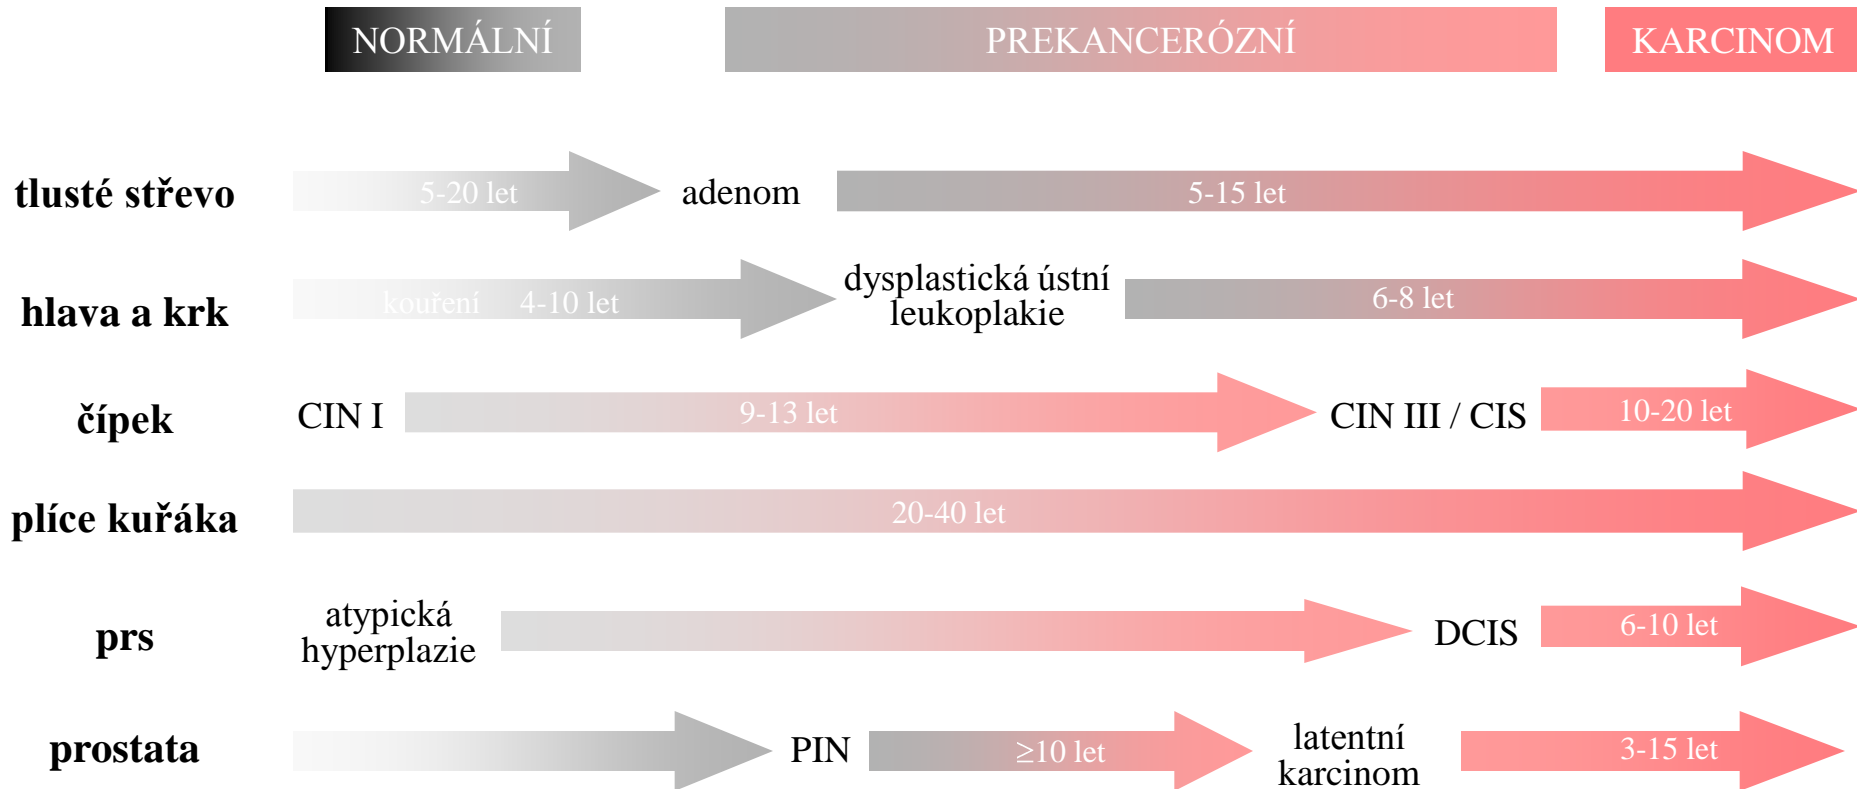 NORMÁLNÍ PREKANCERÓZNÍ KARCINOM
tlusté střevo 5-20 let adenom 5-15 let
hlava a krk kouření 4-10 let dysplastická ústní
leukoplakie 6-8 let
čípek CIN I 9-13 let CIN III / CIS 10-20 let
plíce kuřáka 20-40 let
prs atypická
hyperplazie DCIS 6-10 let
prostata PIN ≥10 let latentní
karcinom 3-15 let